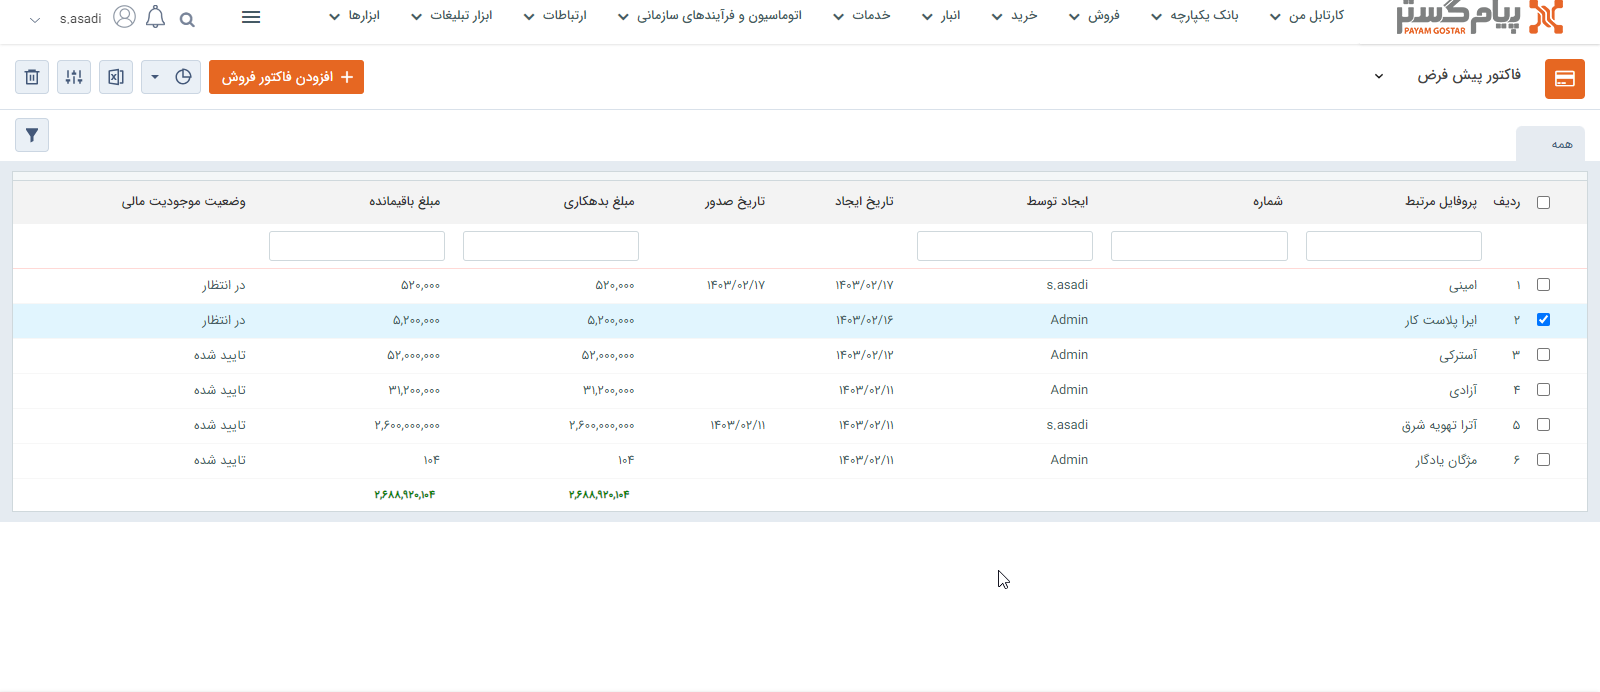 پیام گستر
PAYAM GOSTAR
کارتابل من بانک یکپارچه فروش خرید انبار خدمات اتوماسیون و فرآیندهای سازمانی ارتباطات ابزار تبلیغات ابزارها
s.asadi
فاکتور پیش فرض
+ افزودن فاکتور فروش
همه
ردیف پروفایل مرتبط شماره ایجاد توسط تاریخ ایجاد تاریخ صدور مبلغ بدهکاری مبلغ باقیمانده وضعیت موجودیت مالی
۱ امینی s.asadi ۱۴۰۳/۰۲/۱۷ ۱۴۰۳/۰۲/۱۷ ۵۲۰,۰۰۰ ۵۲۰,۰۰۰ در انتظار
۲ ایرا پلاست کار Admin ۱۴۰۳/۰۲/۱۶ ۵,۲۰۰,۰۰۰ ۵,۲۰۰,۰۰۰ در انتظار
۳ آسترکی Admin ۱۴۰۳/۰۲/۱۲ ۵۲,۰۰۰,۰۰۰ ۵۲,۰۰۰,۰۰۰ تایید شده
۴ آزادی Admin ۱۴۰۳/۰۲/۱۱ ۳۱,۲۰۰,۰۰۰ ۳۱,۲۰۰,۰۰۰ تایید شده
۵ آترا تهویه شرق s.asadi ۱۴۰۳/۰۲/۱۱ ۱۴۰۳/۰۲/۱۱ ۲,۶۰۰,۰۰۰,۰۰۰ ۲,۶۰۰,۰۰۰,۰۰۰ تایید شده
۶ مژگان یادگار Admin ۱۴۰۳/۰۲/۱۱ ۱۰۴ ۱۰۴ تایید شده
۲,۶۸۸,۹۲۰,۱۰۴ ۲,۶۸۸,۹۲۰,۱۰۴